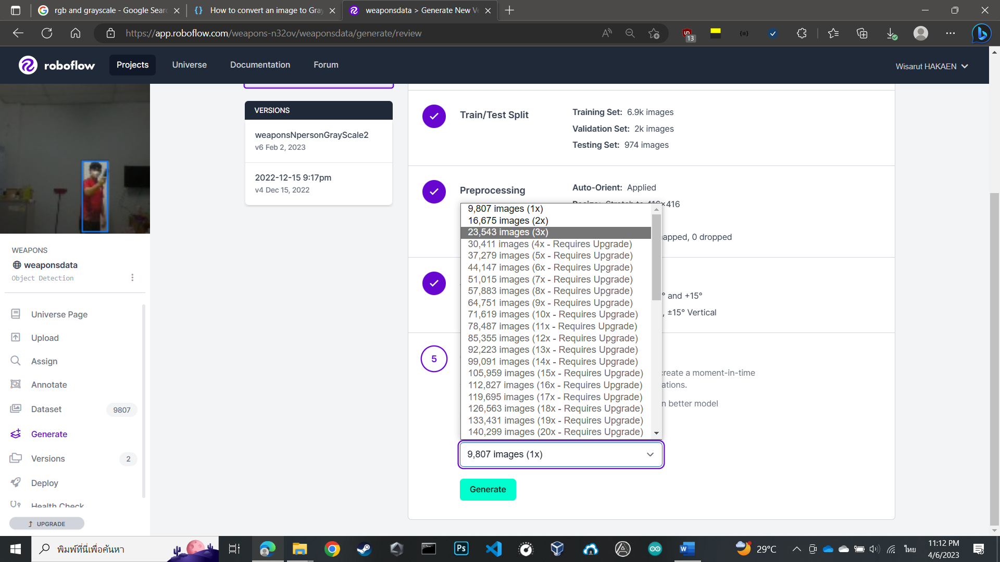 rgb and grayscale - Google Searc
How to convert an image to Gray
weaponsdata > Generate New Ve
https://app.roboflow.com/weapons-n32ov/weaponsdata/generate/review
13
roboflow
Projects
Universe
Documentation
Forum
Wisarut HAKAEN
WEAPONS
weaponsdata
Object Detection
Universe Page
Upload
Assign
Annotate
Dataset
9807
Generate
Versions
2
Deploy
Health Check
UPGRADE
VERSIONS
weaponsNpersonGrayScale2
v6 Feb 2, 2023
2022-12-15 9:17pm
v4 Dec 15, 2022
Train/Test Split
Training Set: 6.9k images
Validation Set: 2k images
Testing Set: 974 images
Preprocessing
Auto-Orient: Applied
Resize: Stretch to 416×416
apped, 0 dropped
° and +15°
, ±15° Vertical
5
create a moment-in-time
ations.
n better model
9,807 images (1x)
16,675 images (2x)
23,543 images (3x)
30,411 images (4x - Requires Upgrade)
37,279 images (5x - Requires Upgrade)
44,147 images (6x - Requires Upgrade)
51,015 images (7x - Requires Upgrade)
57,883 images (8x - Requires Upgrade)
64,751 images (9x - Requires Upgrade)
71,619 images (10x - Requires Upgrade)
78,487 images (11x - Requires Upgrade)
85,355 images (12x - Requires Upgrade)
92,223 images (13x - Requires Upgrade)
99,091 images (14x - Requires Upgrade)
105,959 images (15x - Requires Upgrade)
112,827 images (16x - Requires Upgrade)
119,695 images (17x - Requires Upgrade)
126,563 images (18x - Requires Upgrade)
133,431 images (19x - Requires Upgrade)
140,299 images (20x - Requires Upgrade)
9,807 images (1x)
Generate
พิมพ์ที่นี่เพื่อค้นหา
Ps
29°C
ไทย
11:12 PM
4/6/2023